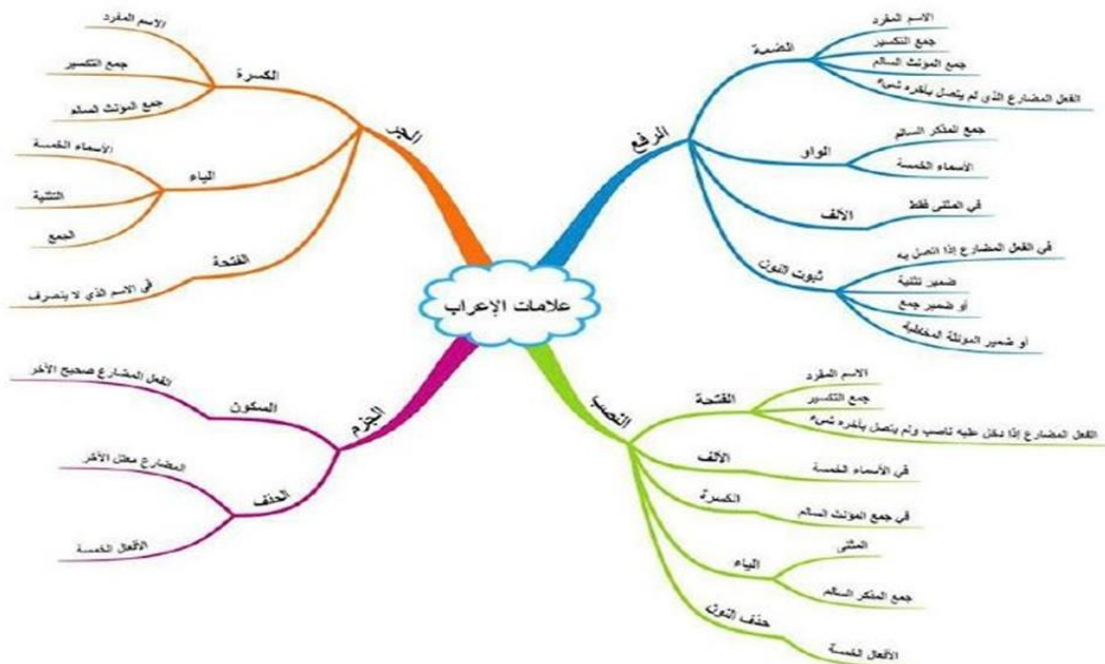 علامات الإعراب
الرفع
الضمة
الاسم المفرد
جمع التكسير
جمع المؤنث السالم
الفعل المضارع الذي لم يتصل بآخره شيء
الواو
جمع المذكر السالم
الأسماء الخمسة
الألف
في المثنى فقط
ثبوت النون
في الفعل المضارع إذا اتصل به
ضمير تثنية
أو ضمير جمع
أو ضمير المؤنثة المخاطبة
النصب
الفتحة
الاسم المفرد
جمع التكسير
الفعل المضارع إذا دخل عليه ناصب ولم يتصل بآخره شيء
الألف
في الأسماء الخمسة
الكسرة
في جمع المؤنث السالم
الياء
المثنى
جمع المذكر السالم
حذف النون
الأفعال الخمسة
الجر
الكسرة
الاسم المفرد
جمع التكسير
جمع المؤنث السالم
الياء
الأسماء الخمسة
التثنية
الجمع
الفتحة
في الاسم الذي لا ينصرف
الجزم
السكون
الفعل المضارع صحيح الآخر
الحذف
المضارع معتل الآخر
الأفعال الخمسة